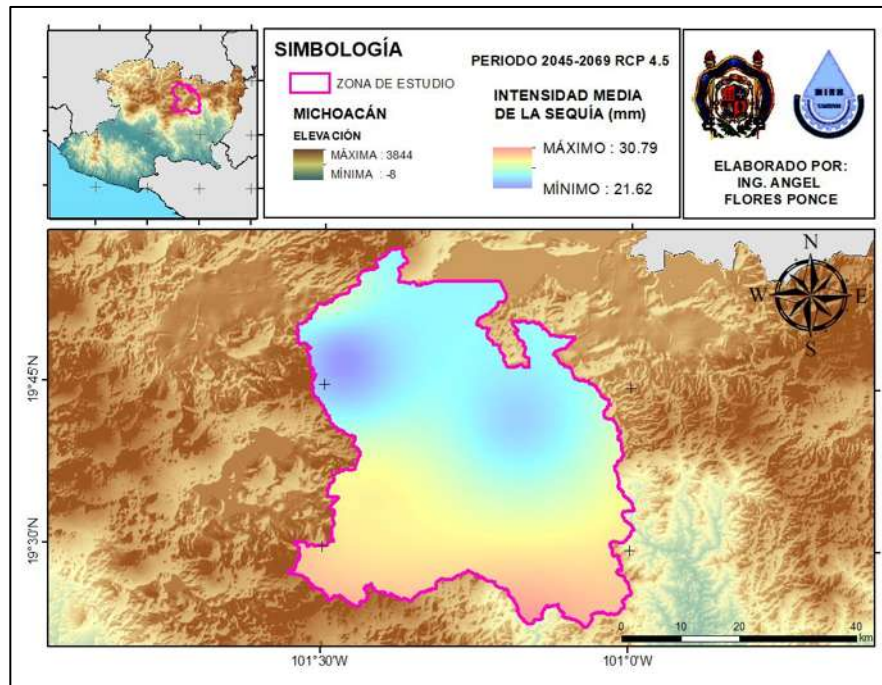 SIMBOLOGÍA
ZONA DE ESTUDIO
MICHOACÁN
ELEVACIÓN
MÁXIMA : 3844
MÍNIMA : -8
PERIODO 2045-2069 RCP 4.5
INTENSIDAD MEDIA
DE LA SEQUÍA (mm)
MÁXIMO : 30.79
MÍNIMO : 21.62
ELABORADO POR:
ING. ANGEL
FLORES PONCE
N
W
E
S
19°45'N
19°30'N
0 10 20 40
km
101°30'W
101°0'W